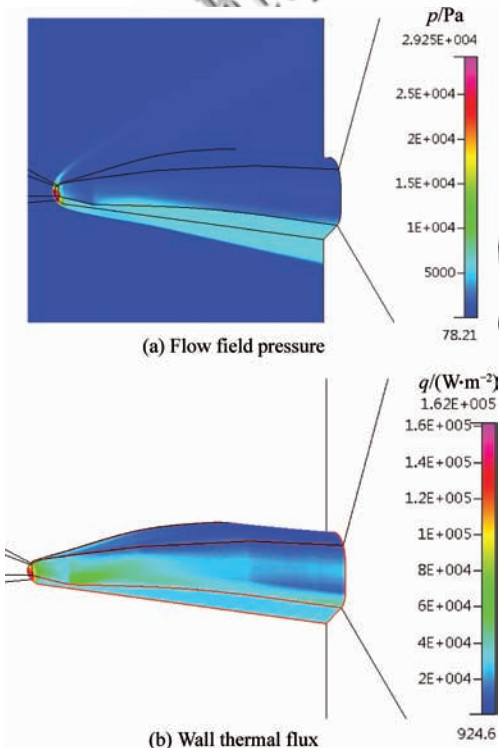 p/Pa
2.925E+004
2.5E+004
2E+004
1.5E+004
1E+004
5000
78.21
(a) Flow field pressure
q/(W·m⁻²)
1.62E+005
1.6E+005
1.4E+005
1.2E+005
1E+005
8E+004
6E+004
4E+004
2E+004
924.6
(b) Wall thermal flux